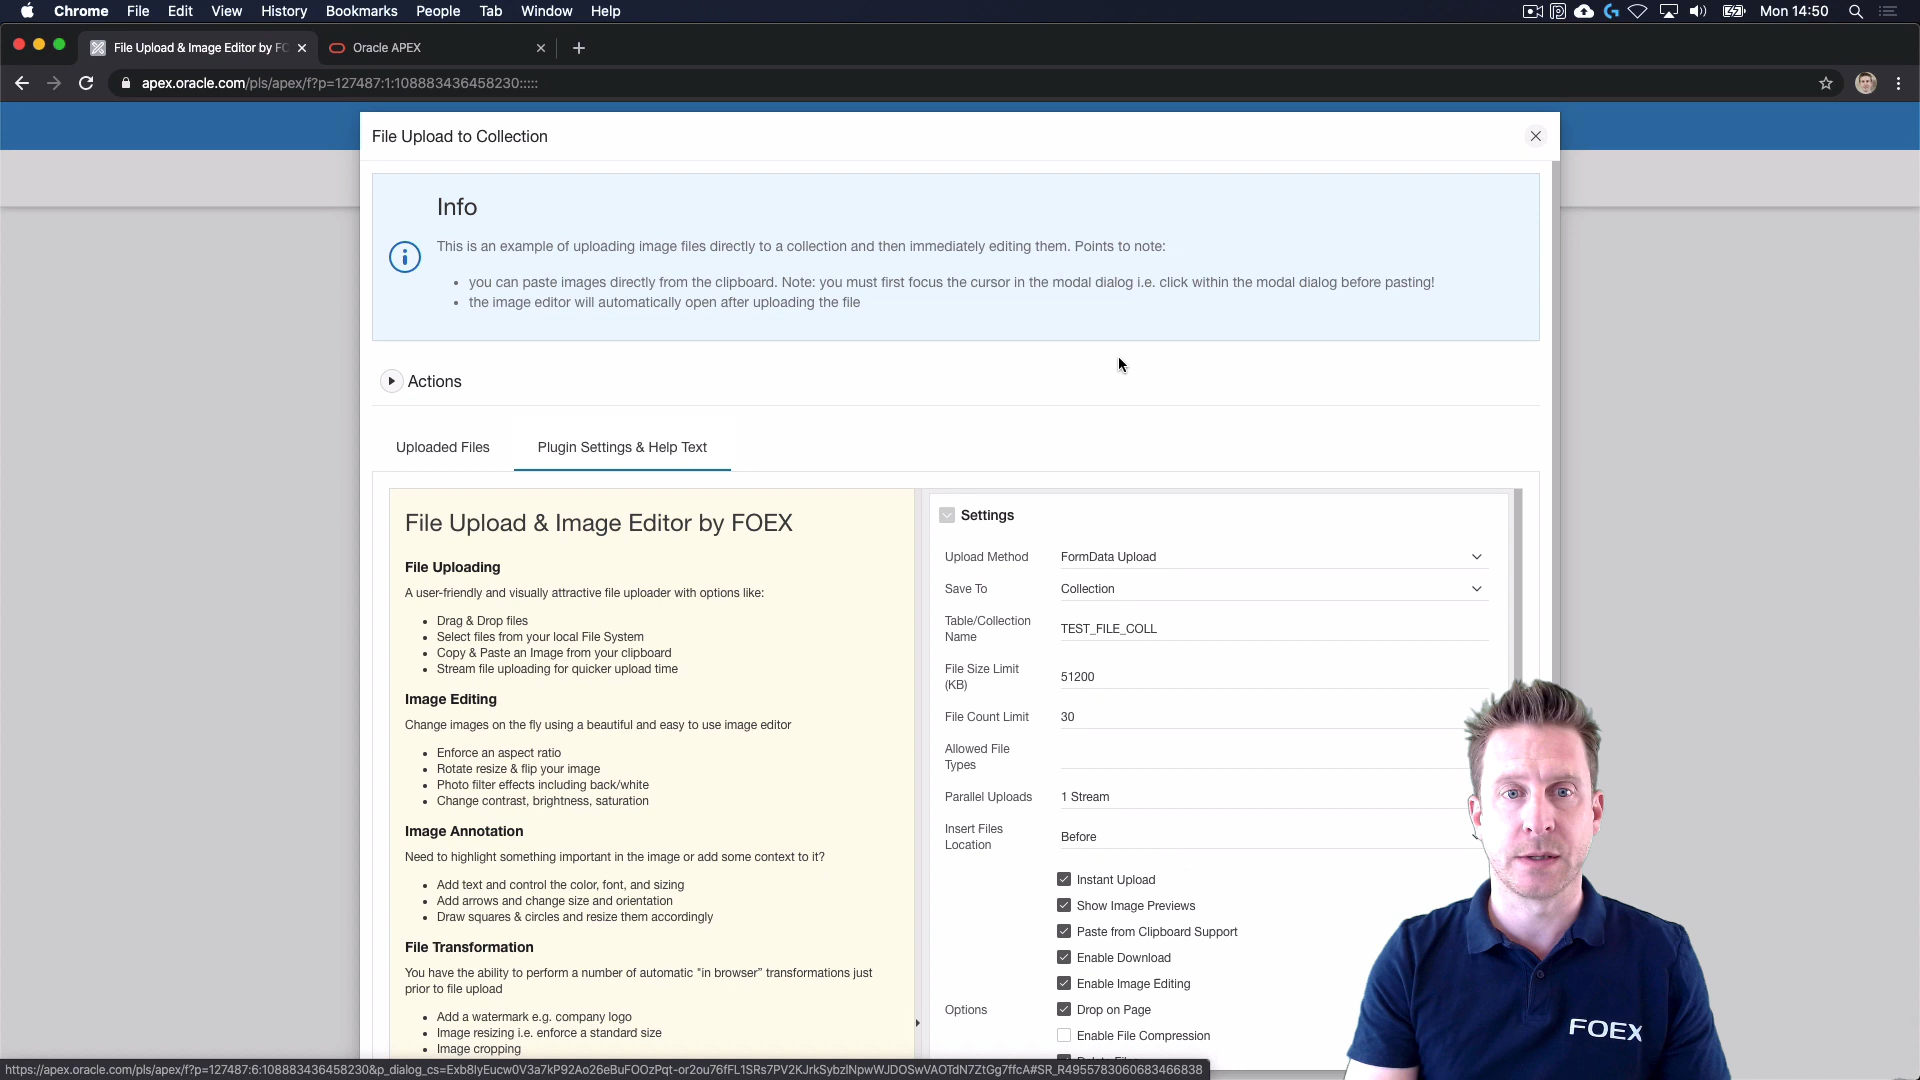 Chrome File Edit View History Bookmarks People Tab Window Help
Mon 14:50
File Upload & Image Editor by FO
Oracle APEX
apex.oracle.com/pls/apex/f?p=127487:1:108883436458230:::::
File Upload to Collection
Info
This is an example of uploading image files directly to a collection and then immediately editing them. Points to note:
• you can paste images directly from the clipboard. Note: you must first focus the cursor in the modal dialog i.e. click within the modal dialog before pasting!
• the image editor will automatically open after uploading the file
Actions
Uploaded Files
Plugin Settings & Help Text
File Upload & Image Editor by FOEX
File Uploading
A user-friendly and visually attractive file uploader with options like:
• Drag & Drop files
• Select files from your local File System
• Copy & Paste an Image from your clipboard
• Stream file uploading for quicker upload time
Image Editing
Change images on the fly using a beautiful and easy to use image editor
• Enforce an aspect ratio
• Rotate resize & flip your image
• Photo filter effects including back/white
• Change contrast, brightness, saturation
Image Annotation
Need to highlight something important in the image or add some context to it?
• Add text and control the color, font, and sizing
• Add arrows and change size and orientation
• Draw squares & circles and resize them accordingly
File Transformation
You have the ability to perform a number of automatic "in browser” transformations just
prior to file upload
• Add a watermark e.g. company logo
• Image resizing i.e. enforce a standard size
• Image cropping
Settings
Upload Method
FormData Upload
Save To
Collection
Table/Collection
Name
TEST_FILE_COLL
File Size Limit
(KB)
51200
File Count Limit
30
Allowed File
Types
Parallel Uploads
1 Stream
Insert Files
Location
Before
Instant Upload
Show Image Previews
Paste from Clipboard Support
Enable Download
Enable Image Editing
Options
Drop on Page
Enable File Compression
FOEX